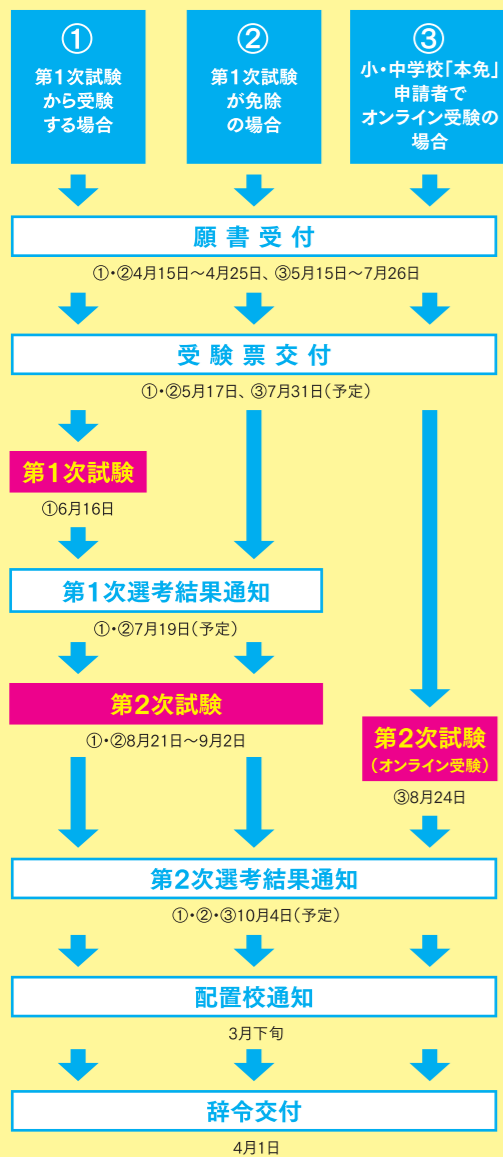 ①
第1次試験
から受験
する場合
②
第1次試験
が免除
の場合
③
小・中学校「本免」
申請者で
オンライン受験の
場合
願書受付
①・②4月15日～4月25日、③5月15日～7月26日
受験票交付
①・②5月17日、③7月31日（予定）
第1次試験
①6月16日
第1次選考結果通知
①・②7月19日（予定）
第2次試験
①・②8月21日～9月2日
第2次試験
（オンライン受験）
③8月24日
第2次選考結果通知
①・②・③10月4日（予定）
配置校通知
3月下旬
辞令交付
4月1日